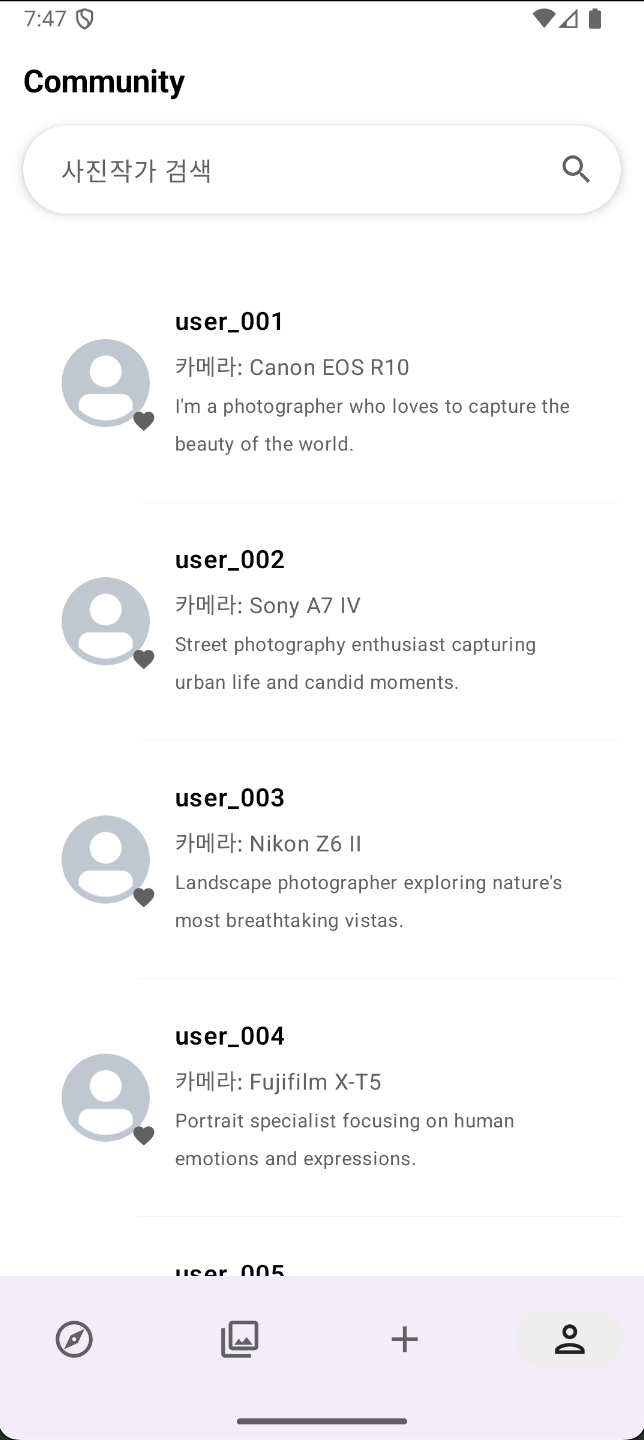 7:47
Community
사진작가 검색
user_001
카메라: Canon EOS R10
I'm a photographer who loves to capture the
beauty of the world.
user_002
카메라: Sony A7 IV
Street photography enthusiast capturing
urban life and candid moments.
user_003
카메라: Nikon Z6 II
Landscape photographer exploring nature's
most breathtaking vistas.
user_004
카메라: Fujifilm X-T5
Portrait specialist focusing on human
emotions and expressions.
user_005